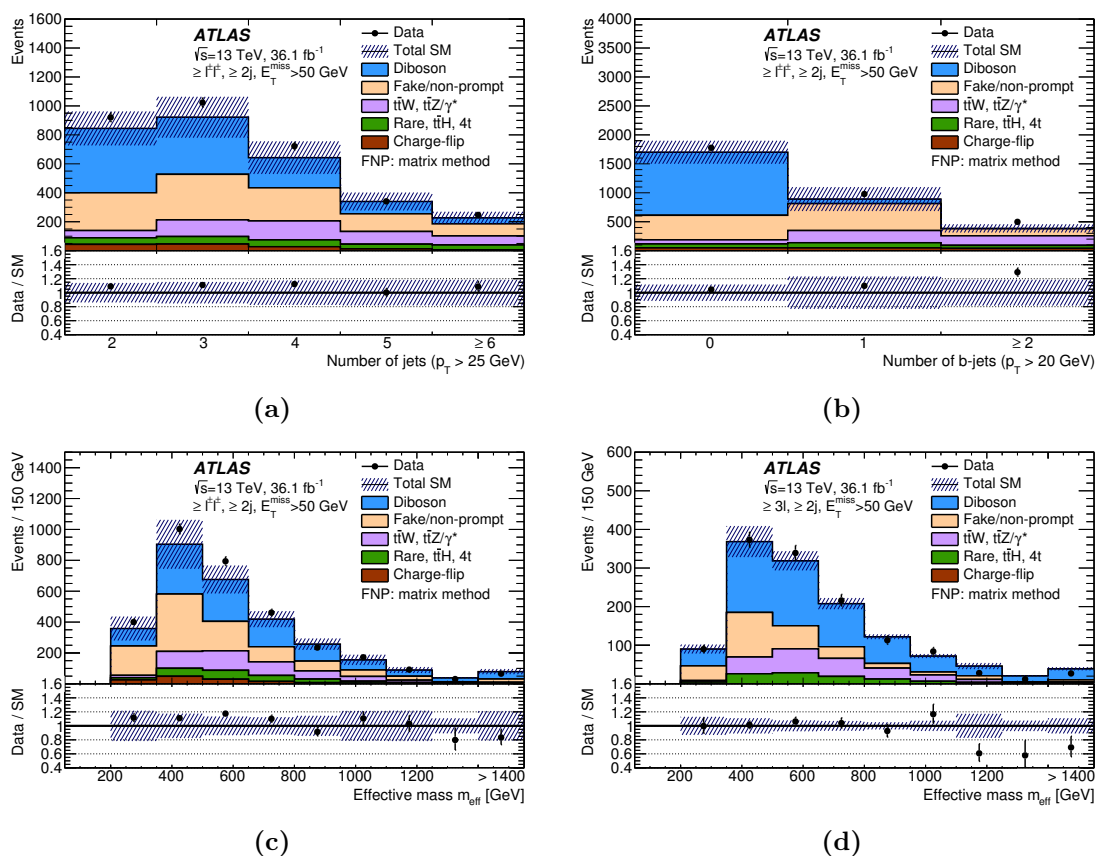 Events
1600
1400
1200
1000
800
600
400
200
ATLAS
√s=13 TeV, 36.1 fb⁻¹
≥ l±l±, ≥ 2j, E_T^miss>50 GeV
Data
Total SM
Diboson
Fake/non-prompt
tt̄W, tt̄Z/γ*
Rare, tt̄H, 4t
Charge-flip
FNP: matrix method
Data / SM
1.6
1.4
1.2
1
0.8
0.6
0.4
2 3 4 5 ≥ 6
Number of jets (p_T > 25 GeV)
(a)
Events
4000
3500
3000
2500
2000
1500
1000
500
ATLAS
√s=13 TeV, 36.1 fb⁻¹
≥ l±l±, ≥ 2j, E_T^miss>50 GeV
Data
Total SM
Diboson
Fake/non-prompt
tt̄W, tt̄Z/γ*
Rare, tt̄H, 4t
Charge-flip
FNP: matrix method
Data / SM
1.6
1.4
1.2
1
0.8
0.6
0.4
0 1 ≥ 2
Number of b-jets (p_T > 20 GeV)
(b)
Events / 150 GeV
1400
1200
1000
800
600
400
200
ATLAS
√s=13 TeV, 36.1 fb⁻¹
≥ l±l±, ≥ 2j, E_T^miss>50 GeV
Data
Total SM
Diboson
Fake/non-prompt
tt̄W, tt̄Z/γ*
Rare, tt̄H, 4t
Charge-flip
FNP: matrix method
Data / SM
1.6
1.4
1.2
1
0.8
0.6
0.4
200 400 600 800 1000 1200 > 1400
Effective mass m_eff [GeV]
(c)
Events / 150 GeV
600
500
400
300
200
100
ATLAS
√s=13 TeV, 36.1 fb⁻¹
≥ 3l, ≥ 2j, E_T^miss>50 GeV
Data
Total SM
Diboson
Fake/non-prompt
tt̄W, tt̄Z/γ*
Rare, tt̄H, 4t
Charge-flip
FNP: matrix method
Data / SM
1.6
1.4
1.2
1
0.8
0.6
0.4
200 400 600 800 1000 1200 > 1400
Effective mass m_eff [GeV]
(d)